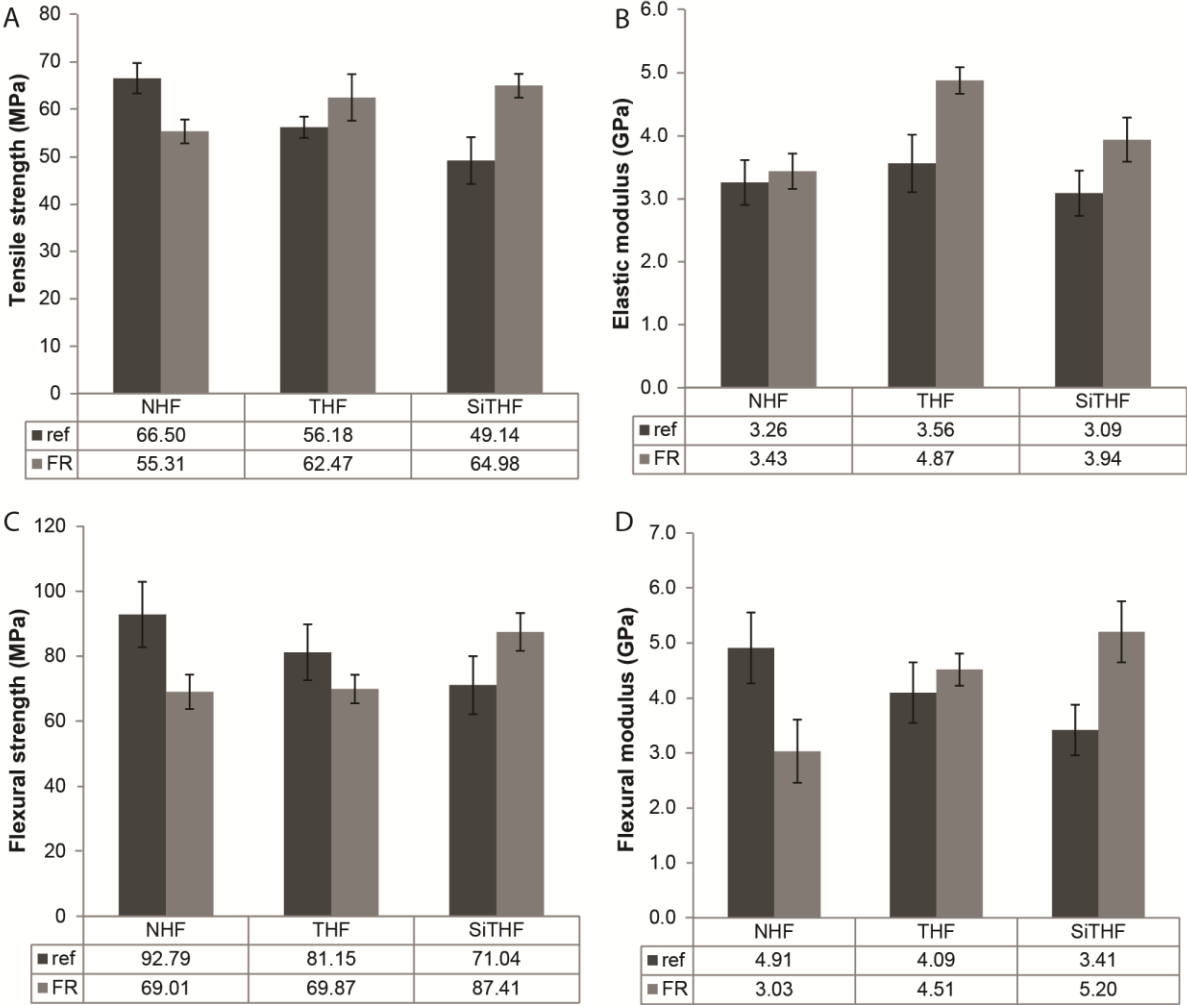 A
Tensile strength (MPa)
80
70
60
50
40
30
20
10
0
NHF THF SiTHF
ref 66.50 56.18 49.14
FR 55.31 62.47 64.98
B
Elastic modulus (GPa)
6.0
5.0
4.0
3.0
2.0
1.0
0.0
NHF THF SiTHF
ref 3.26 3.56 3.09
FR 3.43 4.87 3.94
C
Flexural strength (MPa)
120
100
80
60
40
20
0
NHF THF SiTHF
ref 92.79 81.15 71.04
FR 69.01 69.87 87.41
D
Flexural modulus (GPa)
7.0
6.0
5.0
4.0
3.0
2.0
1.0
0.0
NHF THF SiTHF
ref 4.91 4.09 3.41
FR 3.03 4.51 5.20